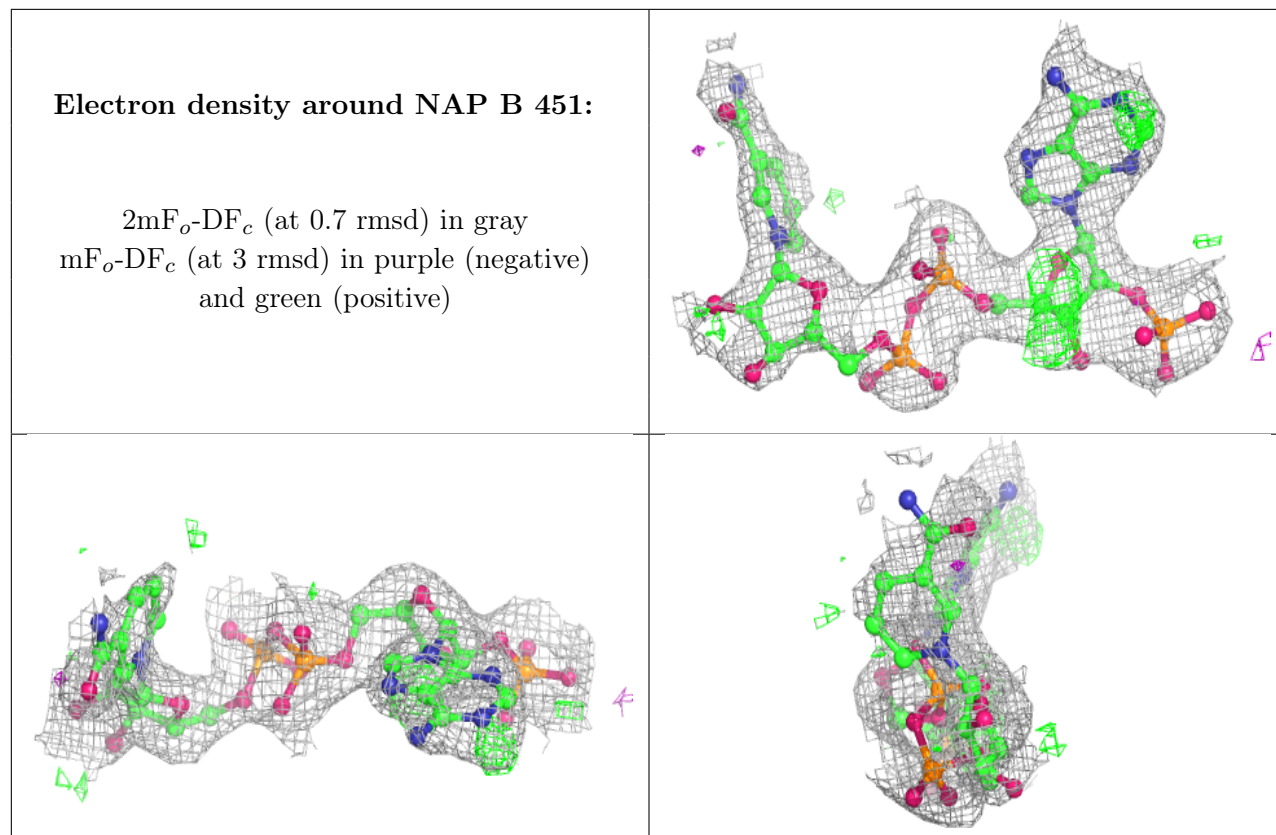 Electron density around NAP B 451:
2mFo-DFc (at 0.7 rmsd) in gray
mFo-DFc (at 3 rmsd) in purple (negative)
and green (positive)